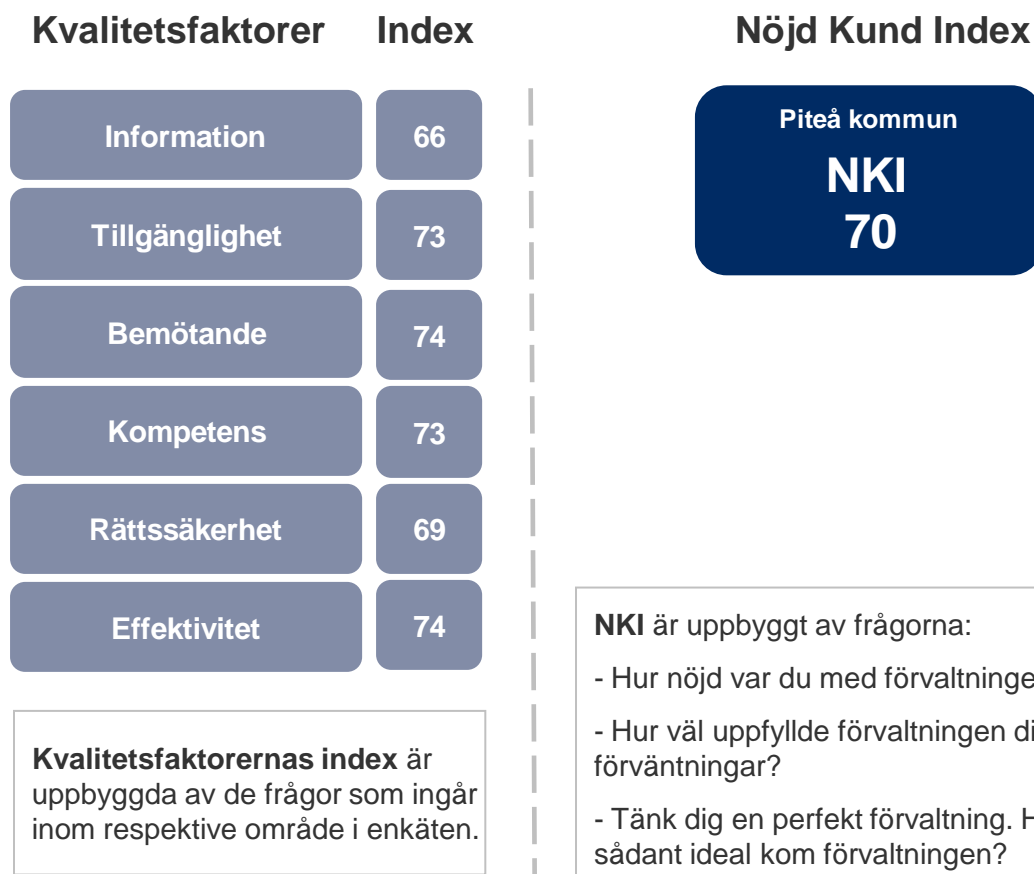 Kvalitetsfaktorer Index
Information 66
Tillgänglighet 73
Bemötande 74
Kompetens 73
Rättssäkerhet 69
Effektivitet 74
Kvalitetsfaktorernas index är
uppbyggda av de frågor som ingår
inom respektive område i enkäten.
Nöjd Kund Index
Piteå kommun
NKI
70
NKI är uppbyggt av frågorna:
- Hur nöjd var du med
- Hur väl uppfyllde förvaltningen
förväntningar?
- Tänk dig en perfekt förvaltning.
sådant ideal kom förvaltningen?